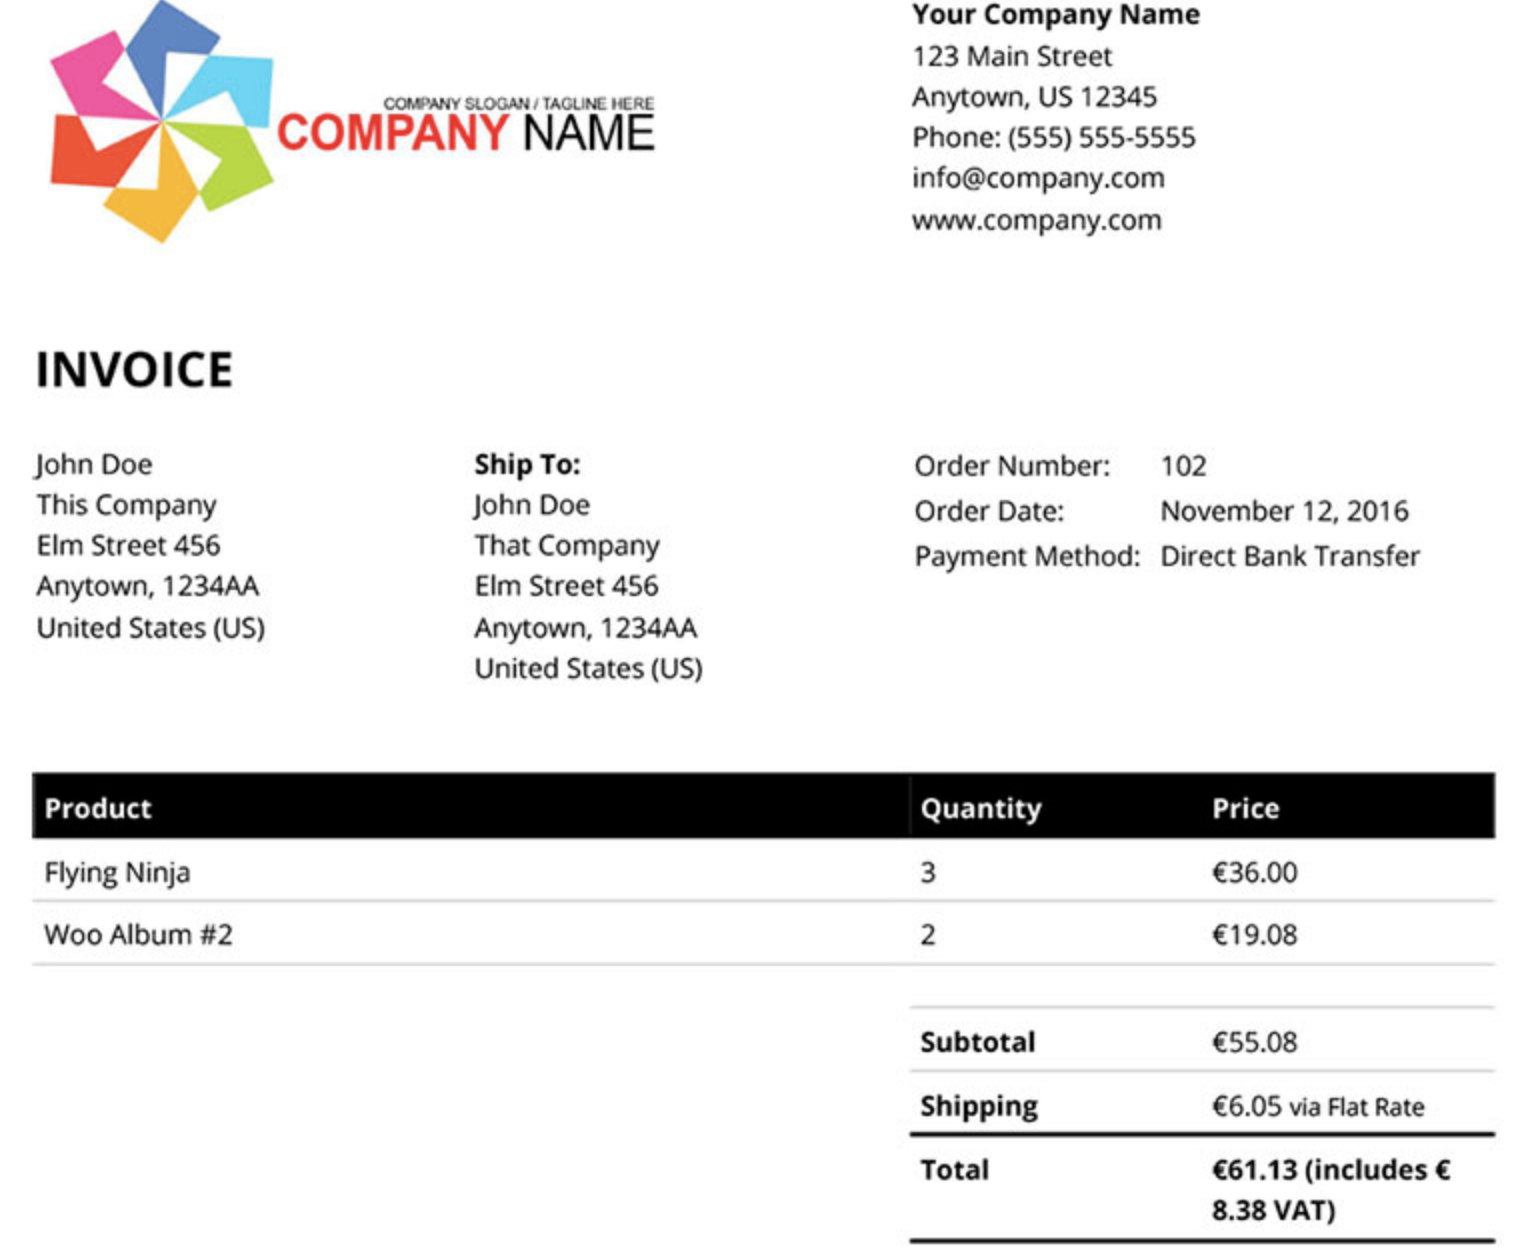 COMPANY SLOGAN / TAGLINE HERE
COMPANY NAME
Your Company Name
123 Main Street
Anytown, US 12345
Phone: (555) 555-5555
info@company.com
www.company.com
INVOICE
John Doe
This Company
Elm Street 456
Anytown, 1234AA
United States (US)
Ship To:
John Doe
That Company
Elm Street 456
Anytown, 1234AA
United States (US)
Order Number: 102
Order Date: November 12, 2016
Payment Method: Direct Bank Transfer
Product Quantity Price
Flying Ninja 3 €36.00
Woo Album #2 2 €19.08
Subtotal €55.08
Shipping €6.05 via Flat Rate
Total €61.13 (includes €
8.38 VAT)